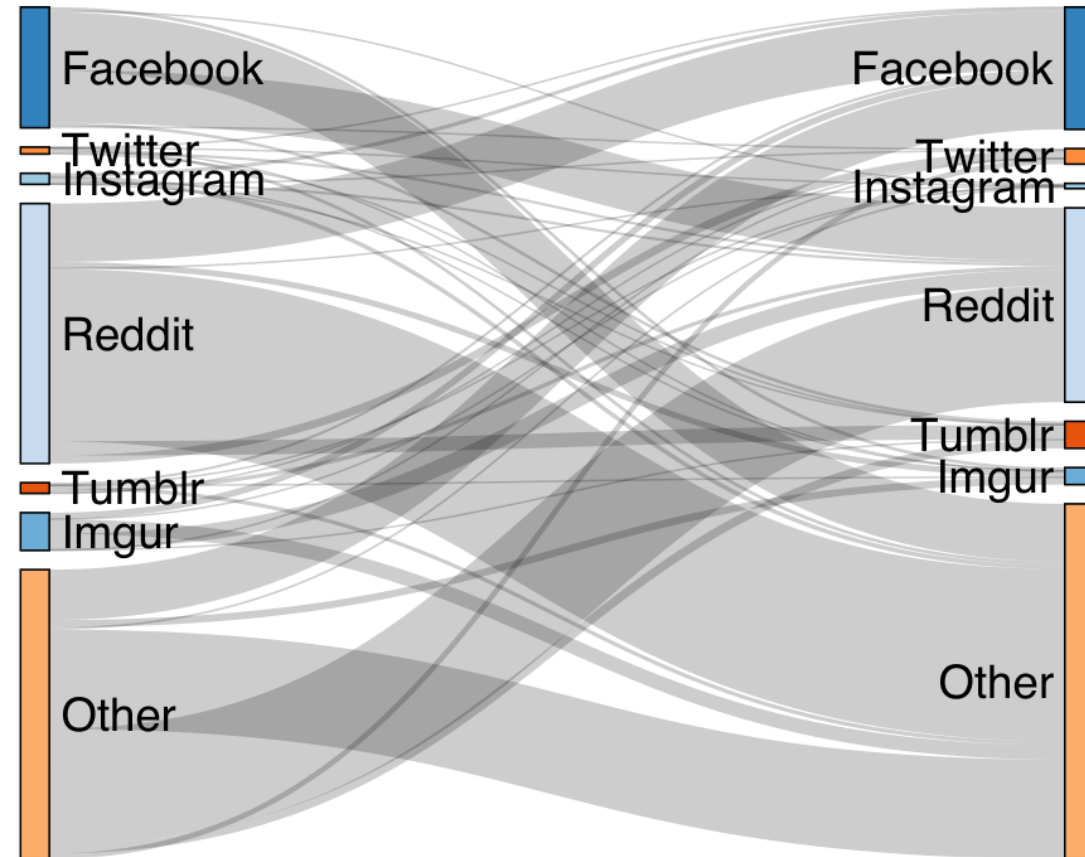 Facebook
Twitter
Instagram
Reddit
Tumblr
Imgur
Other
Facebook
Twitter
Instagram
Reddit
Tumblr
Imgur
Other